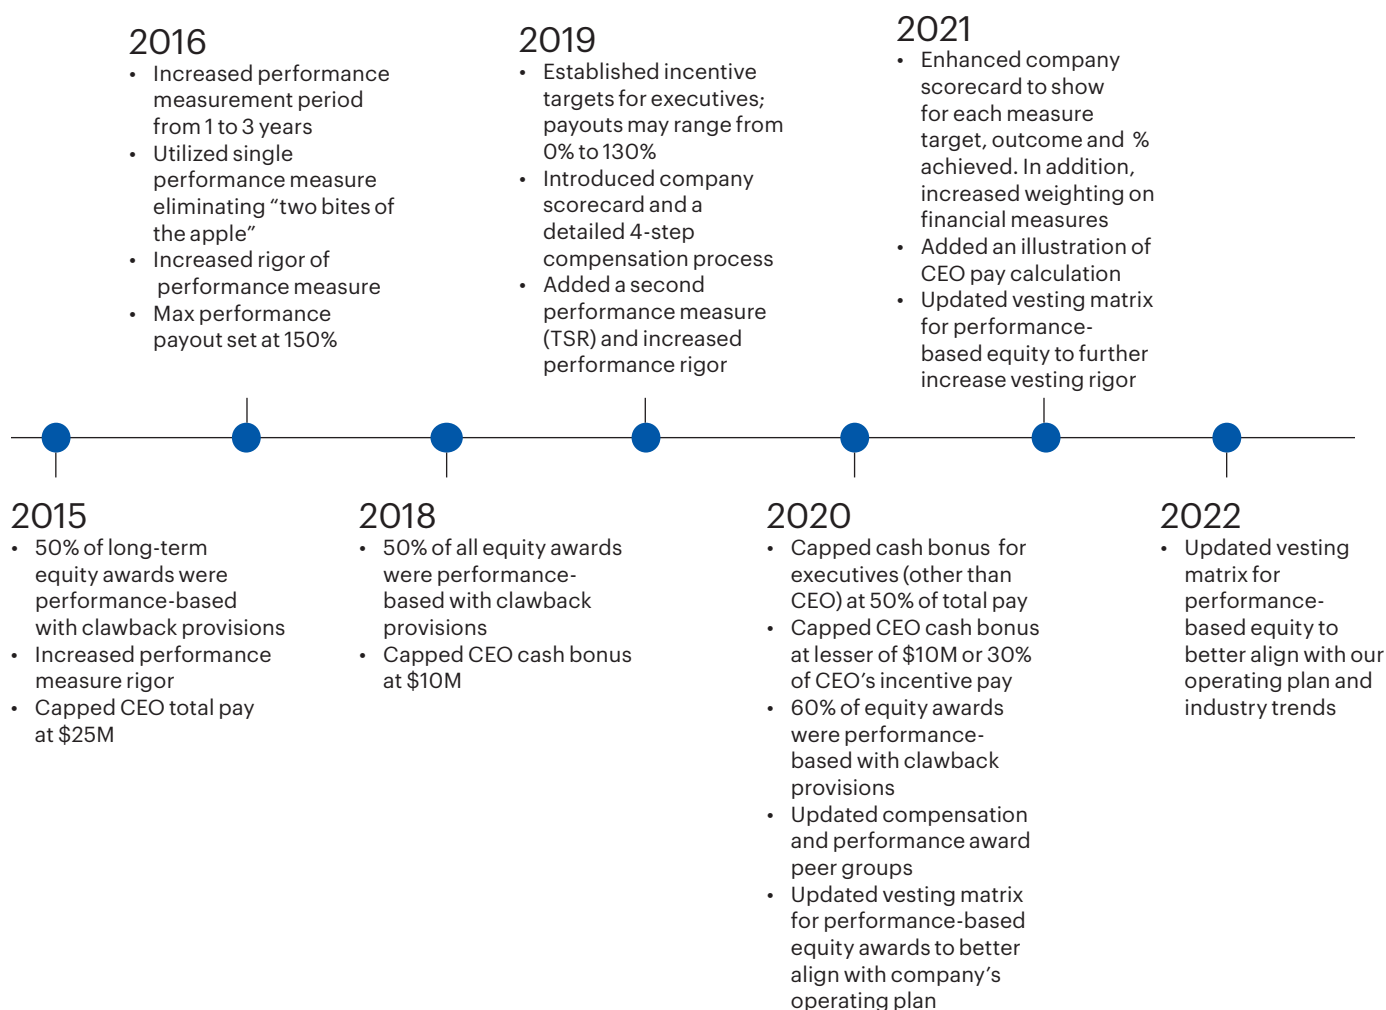 2016
• Increased performance
measurement period
from 1 to 3 years
• Utilized single
performance measure
eliminating “two bites of
the apple”
• Increased rigor of
performance measure
• Max performance
payout set at 150%
2019
• Established incentive
targets for executives;
payouts may range from
0% to 130%
• Introduced company
scorecard and a
detailed 4-step
compensation process
• Added a second
performance measure
(TSR) and increased
performance rigor
2021
• Enhanced company
scorecard to show
for each measure
target, outcome and %
achieved. In addition,
increased weighting on
financial measures
• Added an illustration of
CEO pay calculation
• Updated vesting matrix
for performance-
based equity to further
increase vesting rigor
2015
• 50% of long-term
equity awards were
performance-based
with clawback provisions
• Increased performance
measure rigor
• Capped CEO total pay
at $25M
2018
• 50% of all equity awards
were performance-
based with clawback
provisions
• Capped CEO cash bonus
at $10M
2020
• Capped cash bonus for
executives (other than
CEO) at 50% of total pay
• Capped CEO cash bonus
at lesser of $10M or 30%
of CEO’s incentive pay
• 60% of equity awards
were performance-
based with clawback
provisions
• Updated compensation
and performance award
peer groups
• Updated vesting matrix
for performance-based
equity awards to better
align with company’s
operating plan
2022
• Updated vesting
matrix for
performance-
based equity to
better align with our
operating plan and
industry trends